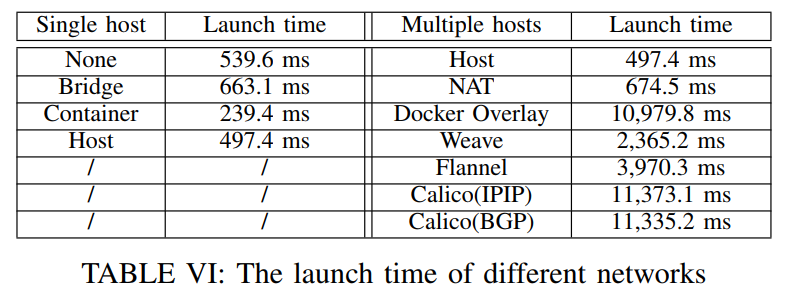 Single host Launch time Multiple hosts Launch time
None 539.6 ms Host 497.4 ms
Bridge 663.1 ms NAT 674.5 ms
Container 239.4 ms Docker Overlay 10,979.8 ms
Host 497.4 ms Weave 2,365.2 ms
/ / Flannel 3,970.3 ms
/ / Calico(IPIP) 11,373.1 ms
/ / Calico(BGP) 11,335.2 ms
TABLE VI: The launch time of different networks